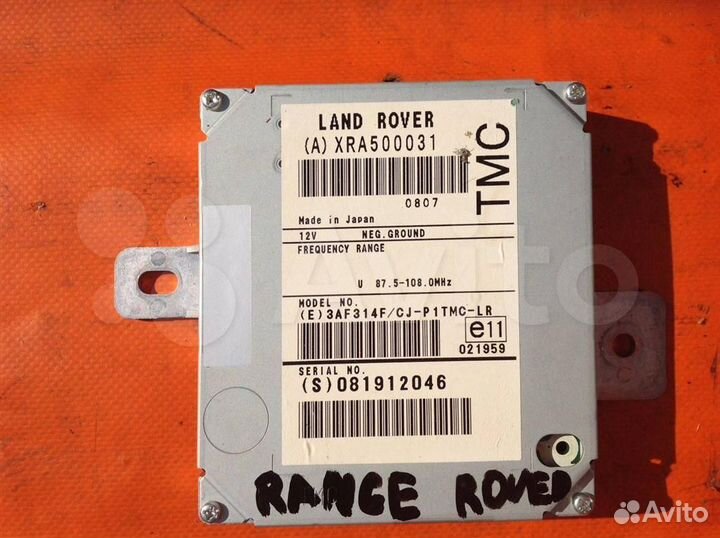 LAND ROVER
(A) XRA500031
TMC
0807
Made in Japan
12V NEG.GROUND
FREQUENCY RANGE
U 87.5-108.0MHz
MODEL NO.
(E)3AF314F/CJ-P1TMC-LR
e11
021959
SERIAL NO.
(S)081912046
RANGE ROVER
Avito
Avito